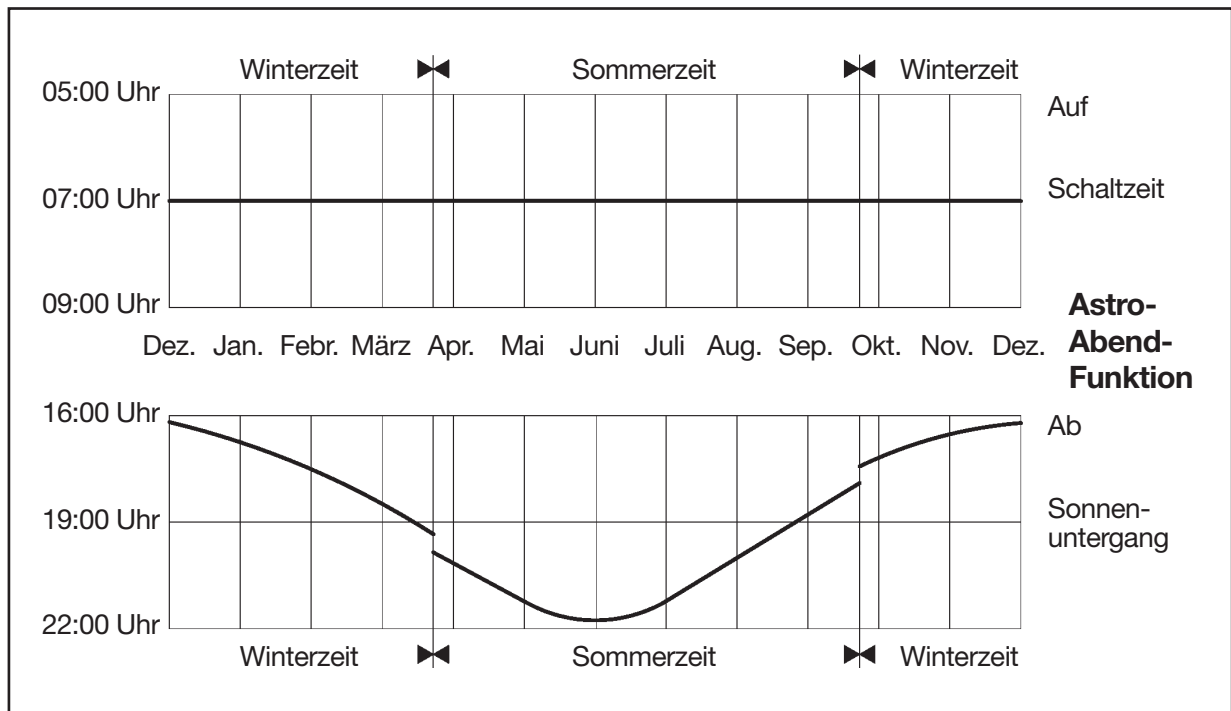 Winterzeit Sommerzeit Winterzeit
05:00 Uhr
Auf
07:00 Uhr
Schaltzeit
09:00 Uhr
Dez. Jan. Febr. März Apr. Mai Juni Juli Aug. Sep. Okt. Nov. Dez.
Astro-
Abend-
Funktion
16:00 Uhr
Ab
19:00 Uhr
Sonnen-
untergang
22:00 Uhr
Winterzeit Sommerzeit Winterzeit